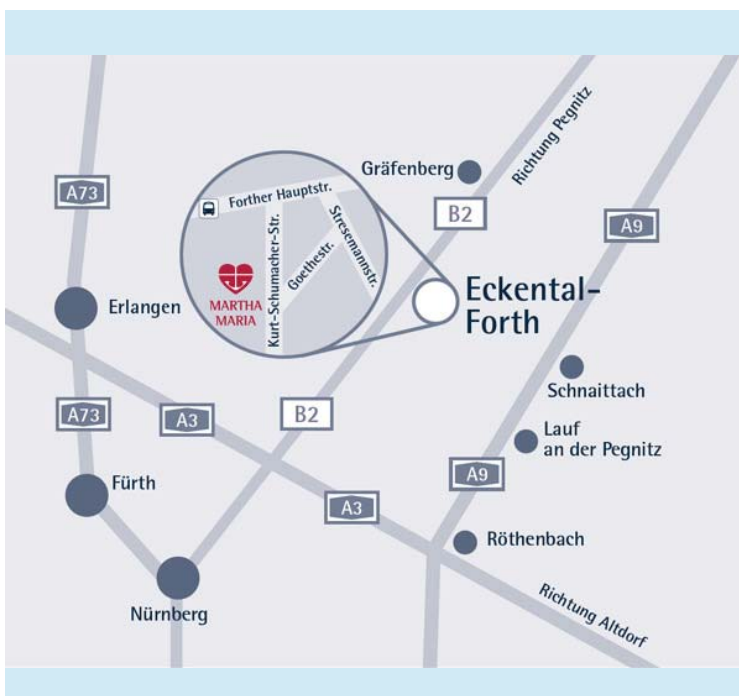 Richtung Pegnitz
Gräfenberg
A73
Forther Hauptstr.
B2
A9
Kurt-Schumacher-Str.
Goethestr.
Stresemannstr.
MARTHA
MARIA
Erlangen
Eckental-
Forth
Schnaittach
A73
A3
B2
Lauf
an der Pegnitz
Fürth
A9
A3
Röthenbach
Nürnberg
Richtung Altdorf